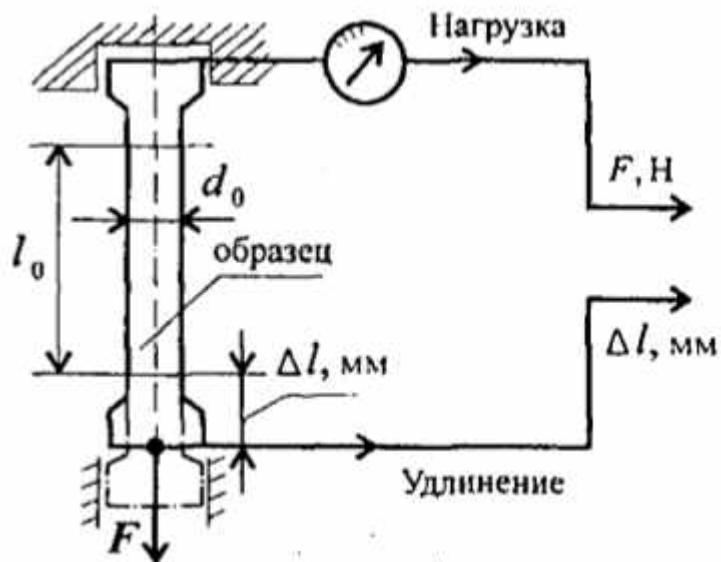 Нагрузка
F, Н
d₀
l₀
образец
Δl, мм
Δl, мм
Удлинение
F